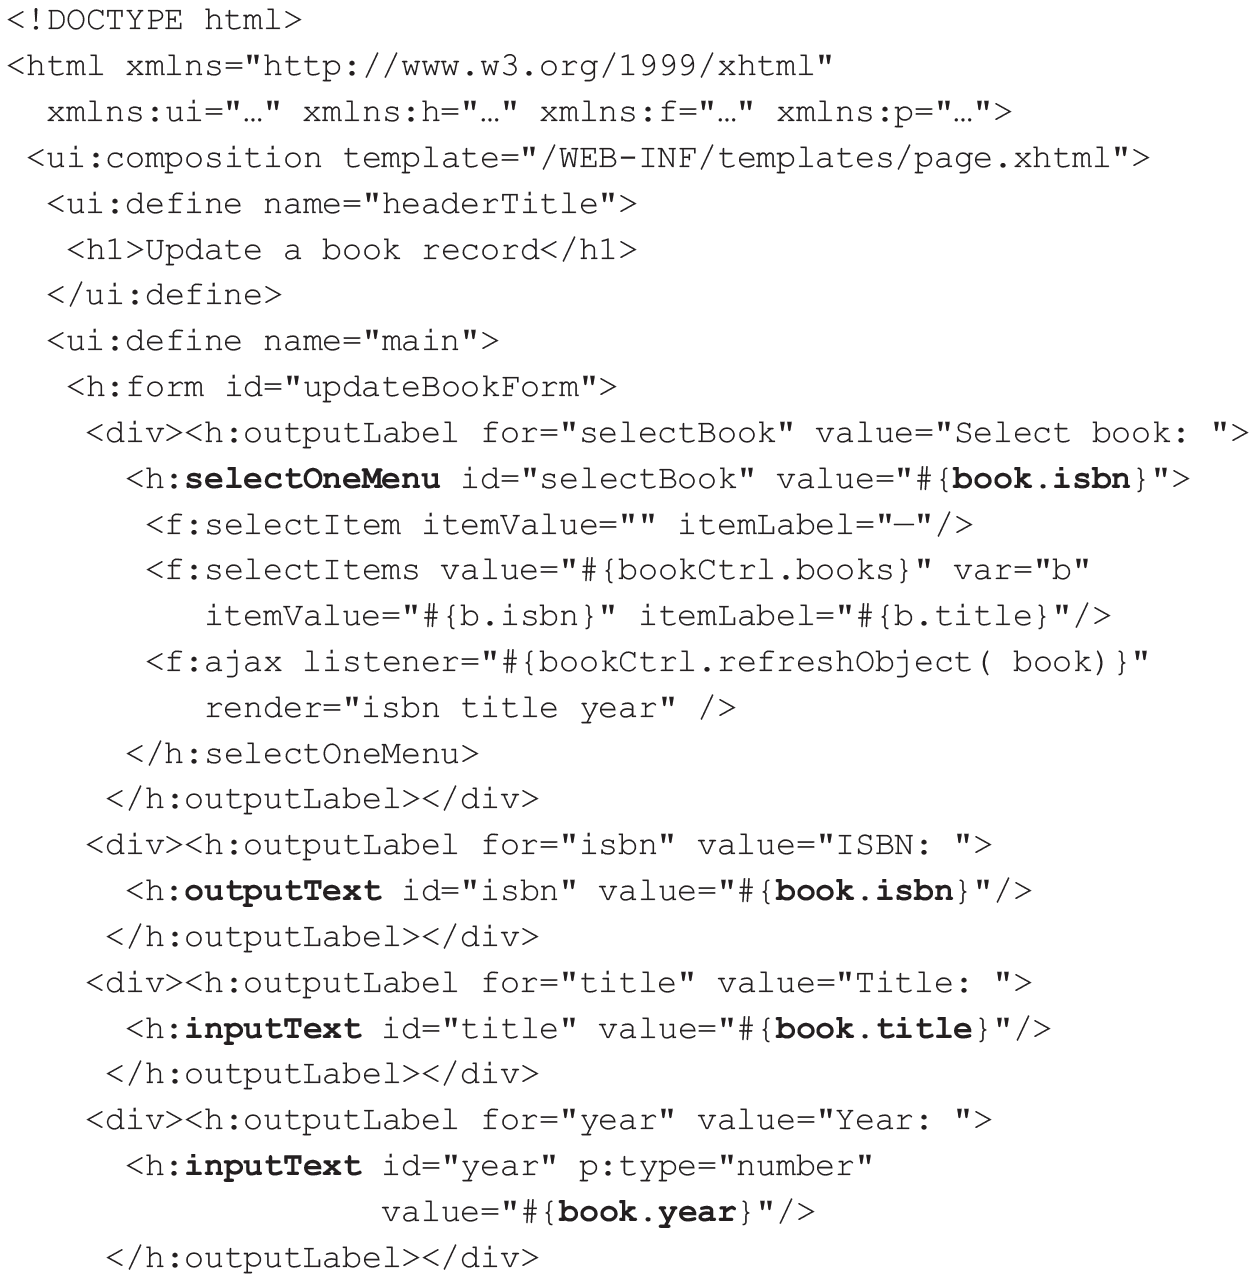 <!DOCTYPE html>
<html xmlns="http://www.w3.org/1999/xhtml"
  xmlns:ui="…" xmlns:h="…" xmlns:f="…" xmlns:p="…">
 <ui:composition template="/WEB-INF/templates/page.xhtml">
  <ui:define name="headerTitle">
   <h1>Update a book record</h1>
  </ui:define>
  <ui:define name="main">
   <h:form id="updateBookForm">
    <div><h:outputLabel for="selectBook" value="Select book: ">
      <h:selectOneMenu id="selectBook" value="#{book.isbn}">
       <f:selectItem itemValue="" itemLabel="—"/>
       <f:selectItems value="#{bookCtrl.books}" var="b"
          itemValue="#{b.isbn}" itemLabel="#{b.title}"/>
       <f:ajax listener="#{bookCtrl.refreshObject( book)}"
          render="isbn title year" />
      </h:selectOneMenu>
     </h:outputLabel></div>
    <div><h:outputLabel for="isbn" value="ISBN: ">
      <h:outputText id="isbn" value="#{book.isbn}"/>
     </h:outputLabel></div>
    <div><h:outputLabel for="title" value="Title: ">
      <h:inputText id="title" value="#{book.title}"/>
     </h:outputLabel></div>
    <div><h:outputLabel for="year" value="Year: ">
      <h:inputText id="year" p:type="number"
                   value="#{book.year}"/>
     </h:outputLabel></div>